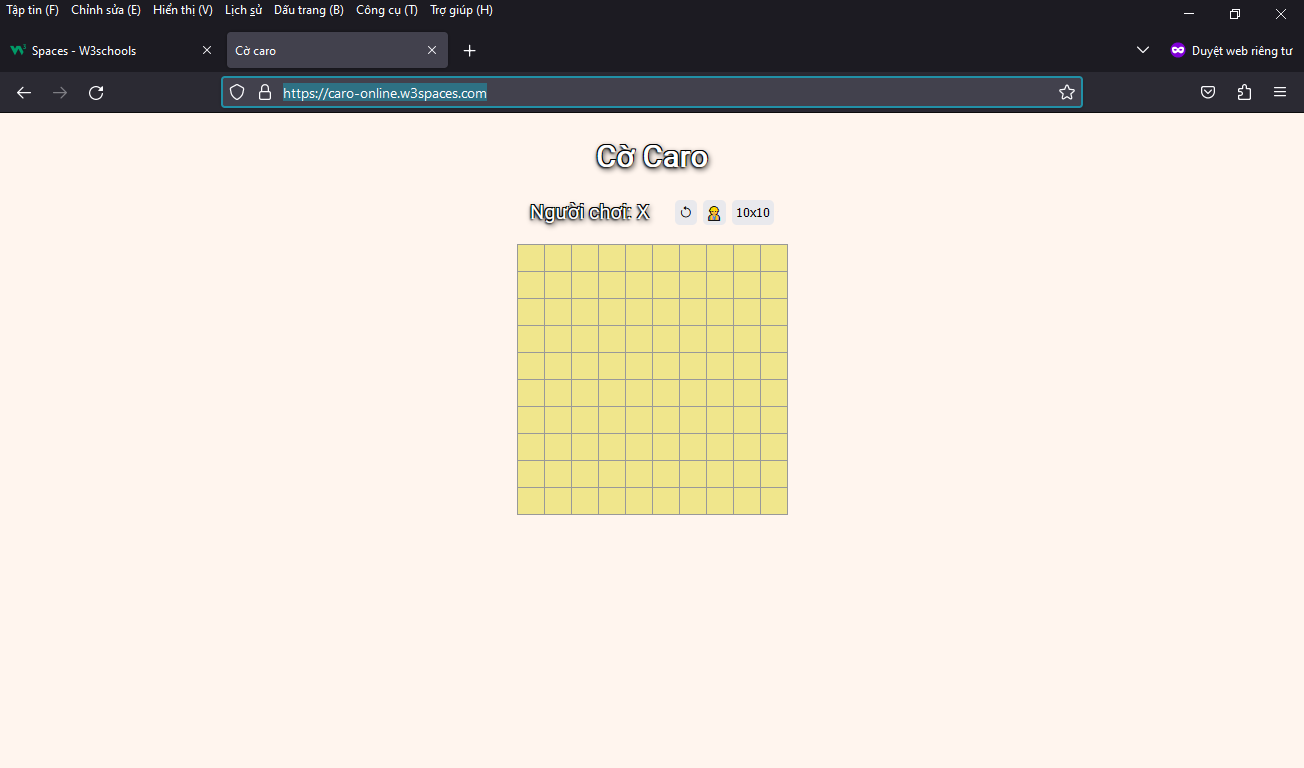 Tập tin (F) Chỉnh sửa (E) Hiển thị (V) Lịch sử Dấu trang (B) Công cụ (T) Trợ giúp (H)
Spaces - W3schools Cờ caro Duyệt web riêng tư
https://caro-online.w3spaces.com
Cờ Caro
Người chơi: X 10x10